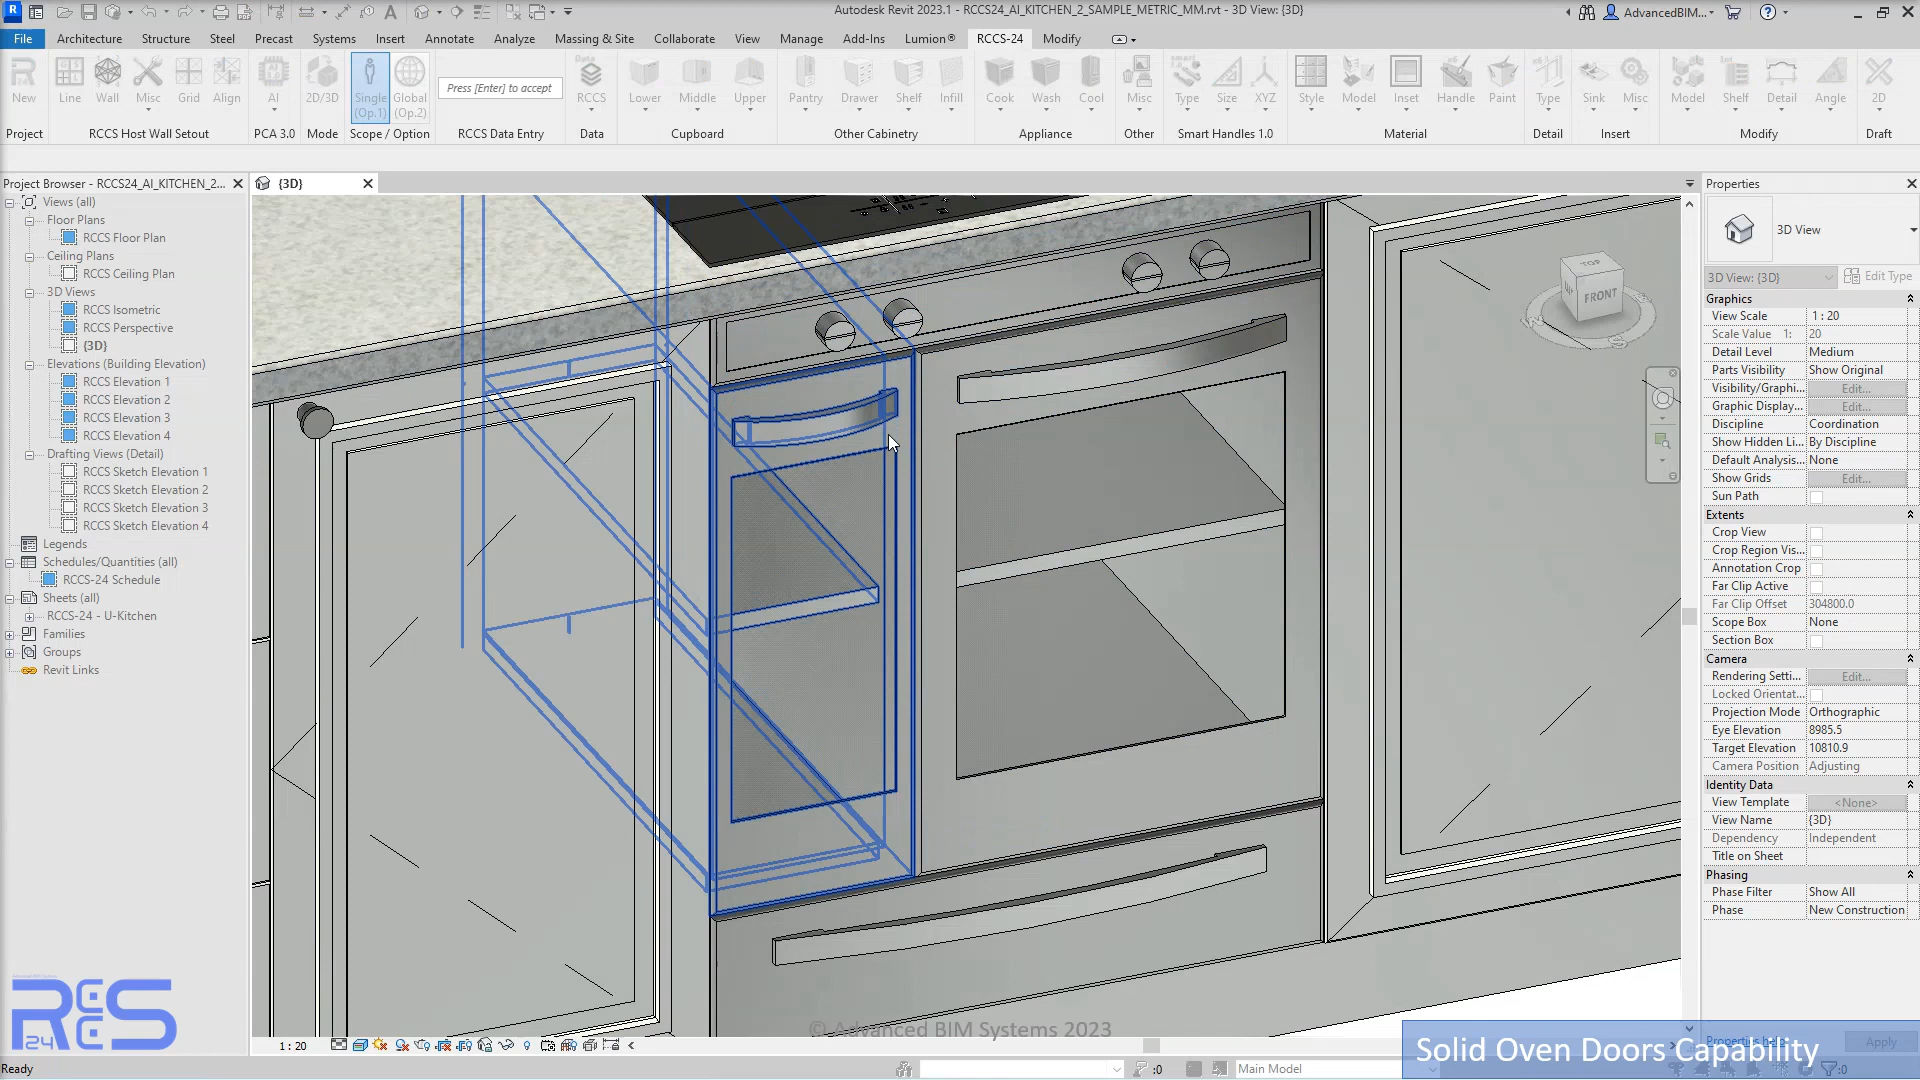 Autodesk Revit 2023.1 - RCCS24_AI_KITCHEN_2_SAMPLE_METRIC_MM.rvt - 3D View: {3D}
AdvancedBIM...
File Architecture Structure Steel Precast Systems Insert Annotate Analyze Massing & Site Collaborate View Manage Add-Ins Lumion® RCCS-24 Modify
New Line Wall Misc Grid Align AI 2D/3D Single (Op.1) Global (Op.2) Press [Enter] to accept RCCS Lower Middle Upper Pantry Drawer Shelf Infill Cook Wash Cool Misc Type Size XYZ Style Model Inset Handle Paint Type Sink Misc Model Shelf Detail Angle 2D
Project RCCS Host Wall Setout PCA 3.0 Mode Scope / Option RCCS Data Entry Data Cupboard Other Cabinetry Appliance Other Smart Handles 1.0 Material Detail Insert Modify Draft
Project Browser - RCCS24_AI_KITCHEN_2...
Views (all)
Floor Plans
RCCS Floor Plan
Ceiling Plans
RCCS Ceiling Plan
3D Views
RCCS Isometric
RCCS Perspective
{3D}
Elevations (Building Elevation)
RCCS Elevation 1
RCCS Elevation 2
RCCS Elevation 3
RCCS Elevation 4
Drafting Views (Detail)
RCCS Sketch Elevation 1
RCCS Sketch Elevation 2
RCCS Sketch Elevation 3
RCCS Sketch Elevation 4
Legends
Schedules/Quantities (all)
RCCS-24 Schedule
Sheets (all)
RCCS-24 - U-Kitchen
Families
Groups
Revit Links
RCCS
24
{3D}
TOP
FRONT
© Advanced BIM Systems 2023
Properties
3D View
3D View: {3D} Edit Type
Graphics
View Scale 1 : 20
Scale Value 1: 20
Detail Level Medium
Parts Visibility Show Original
Visibility/Graphi... Edit...
Graphic Display... Edit...
Discipline Coordination
Show Hidden Li... By Discipline
Default Analysis... None
Show Grids Edit...
Sun Path
Extents
Crop View
Crop Region Vis...
Annotation Crop
Far Clip Active
Far Clip Offset 304800.0
Scope Box None
Section Box
Camera
Rendering Setti... Edit...
Locked Orientat...
Projection Mode Orthographic
Eye Elevation 8985.5
Target Elevation 10810.9
Camera Position Adjusting
Identity Data
View Template <None>
View Name {3D}
Dependency Independent
Title on Sheet
Phasing
Phase Filter Show All
Phase New Construction
Properties help Apply
1 : 20
Ready :0 Main Model :0
Solid Oven Doors Capability